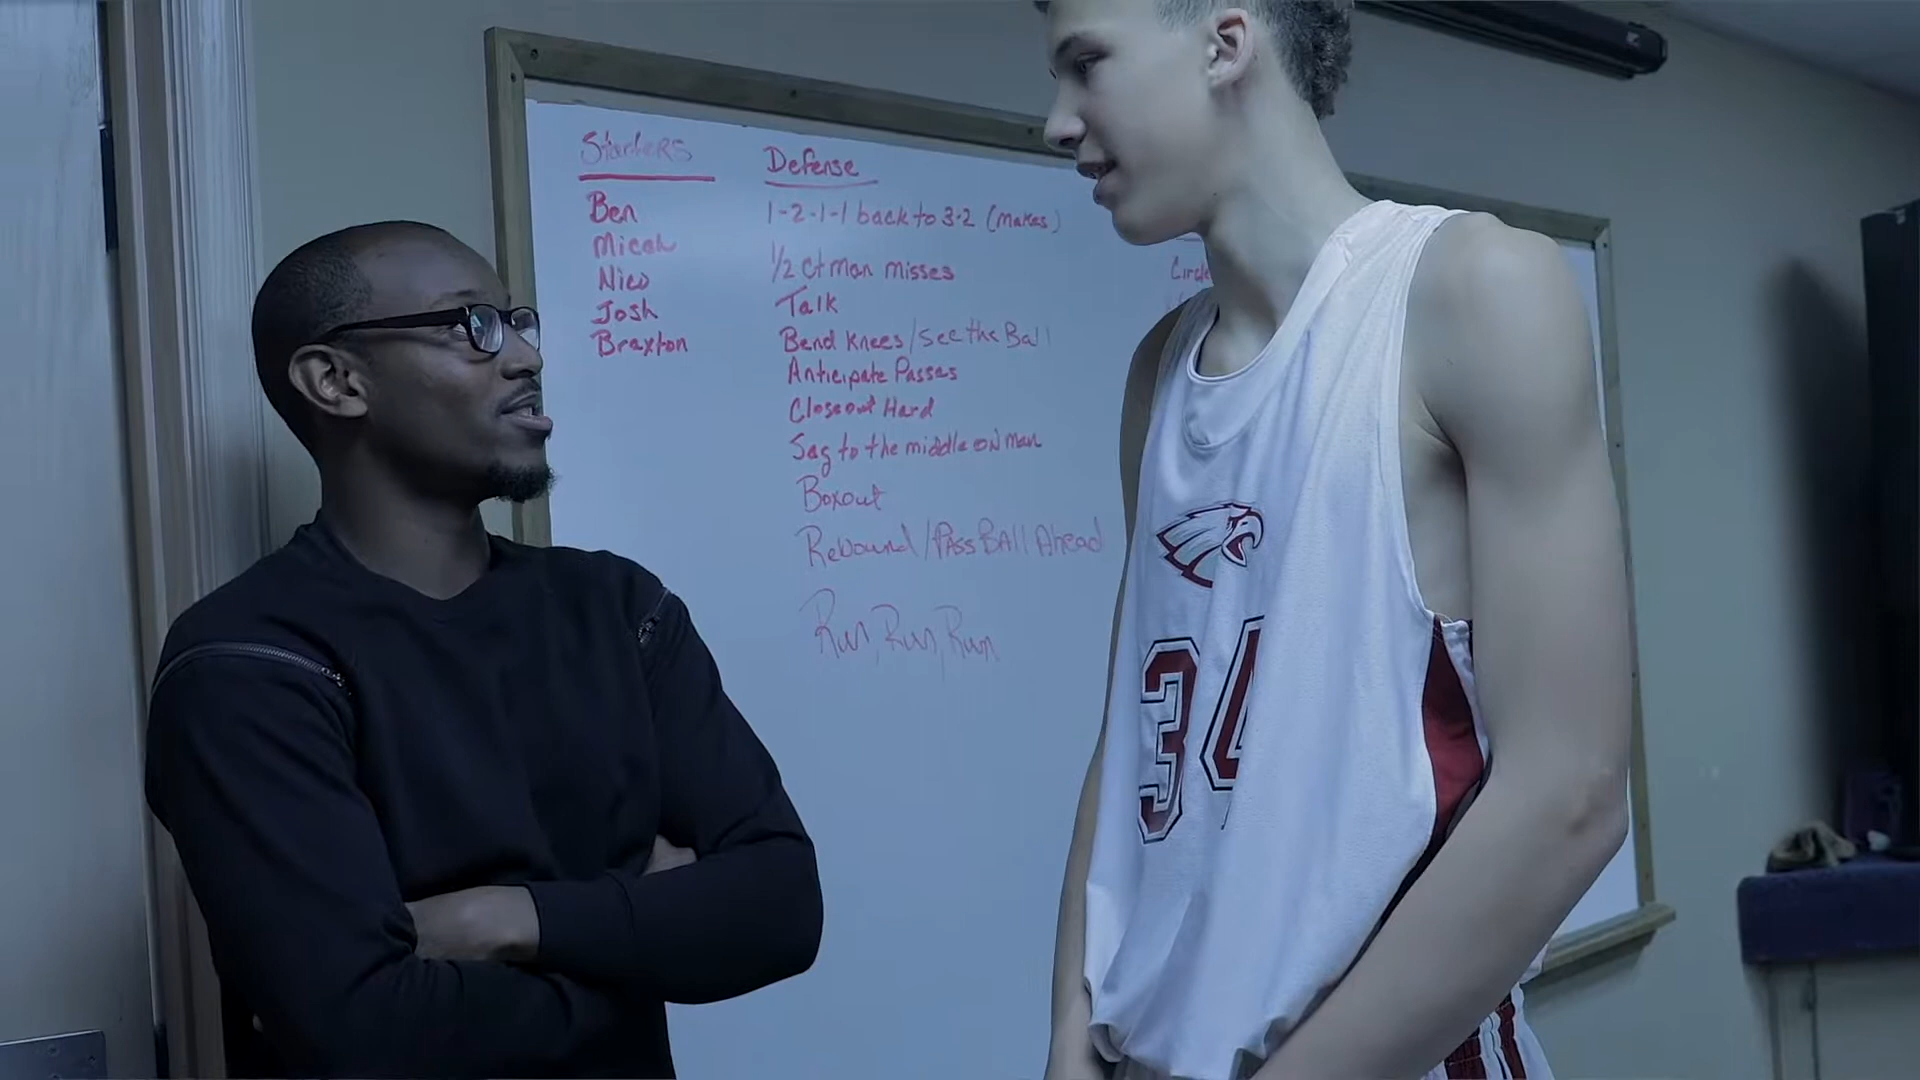 Starters
Ben
Micah
Nico
Josh
Braxton
Defense
1-2-1-1 back to 3-2 (makes)
1/2 Ct man misses
Talk
Bend Knees/See the Ball
Anticipate Passes
Closeout Hard
Sag to the middle on man
Boxout
Rebound/Pass Ball Ahead
Run, Run, Run
Circle
34